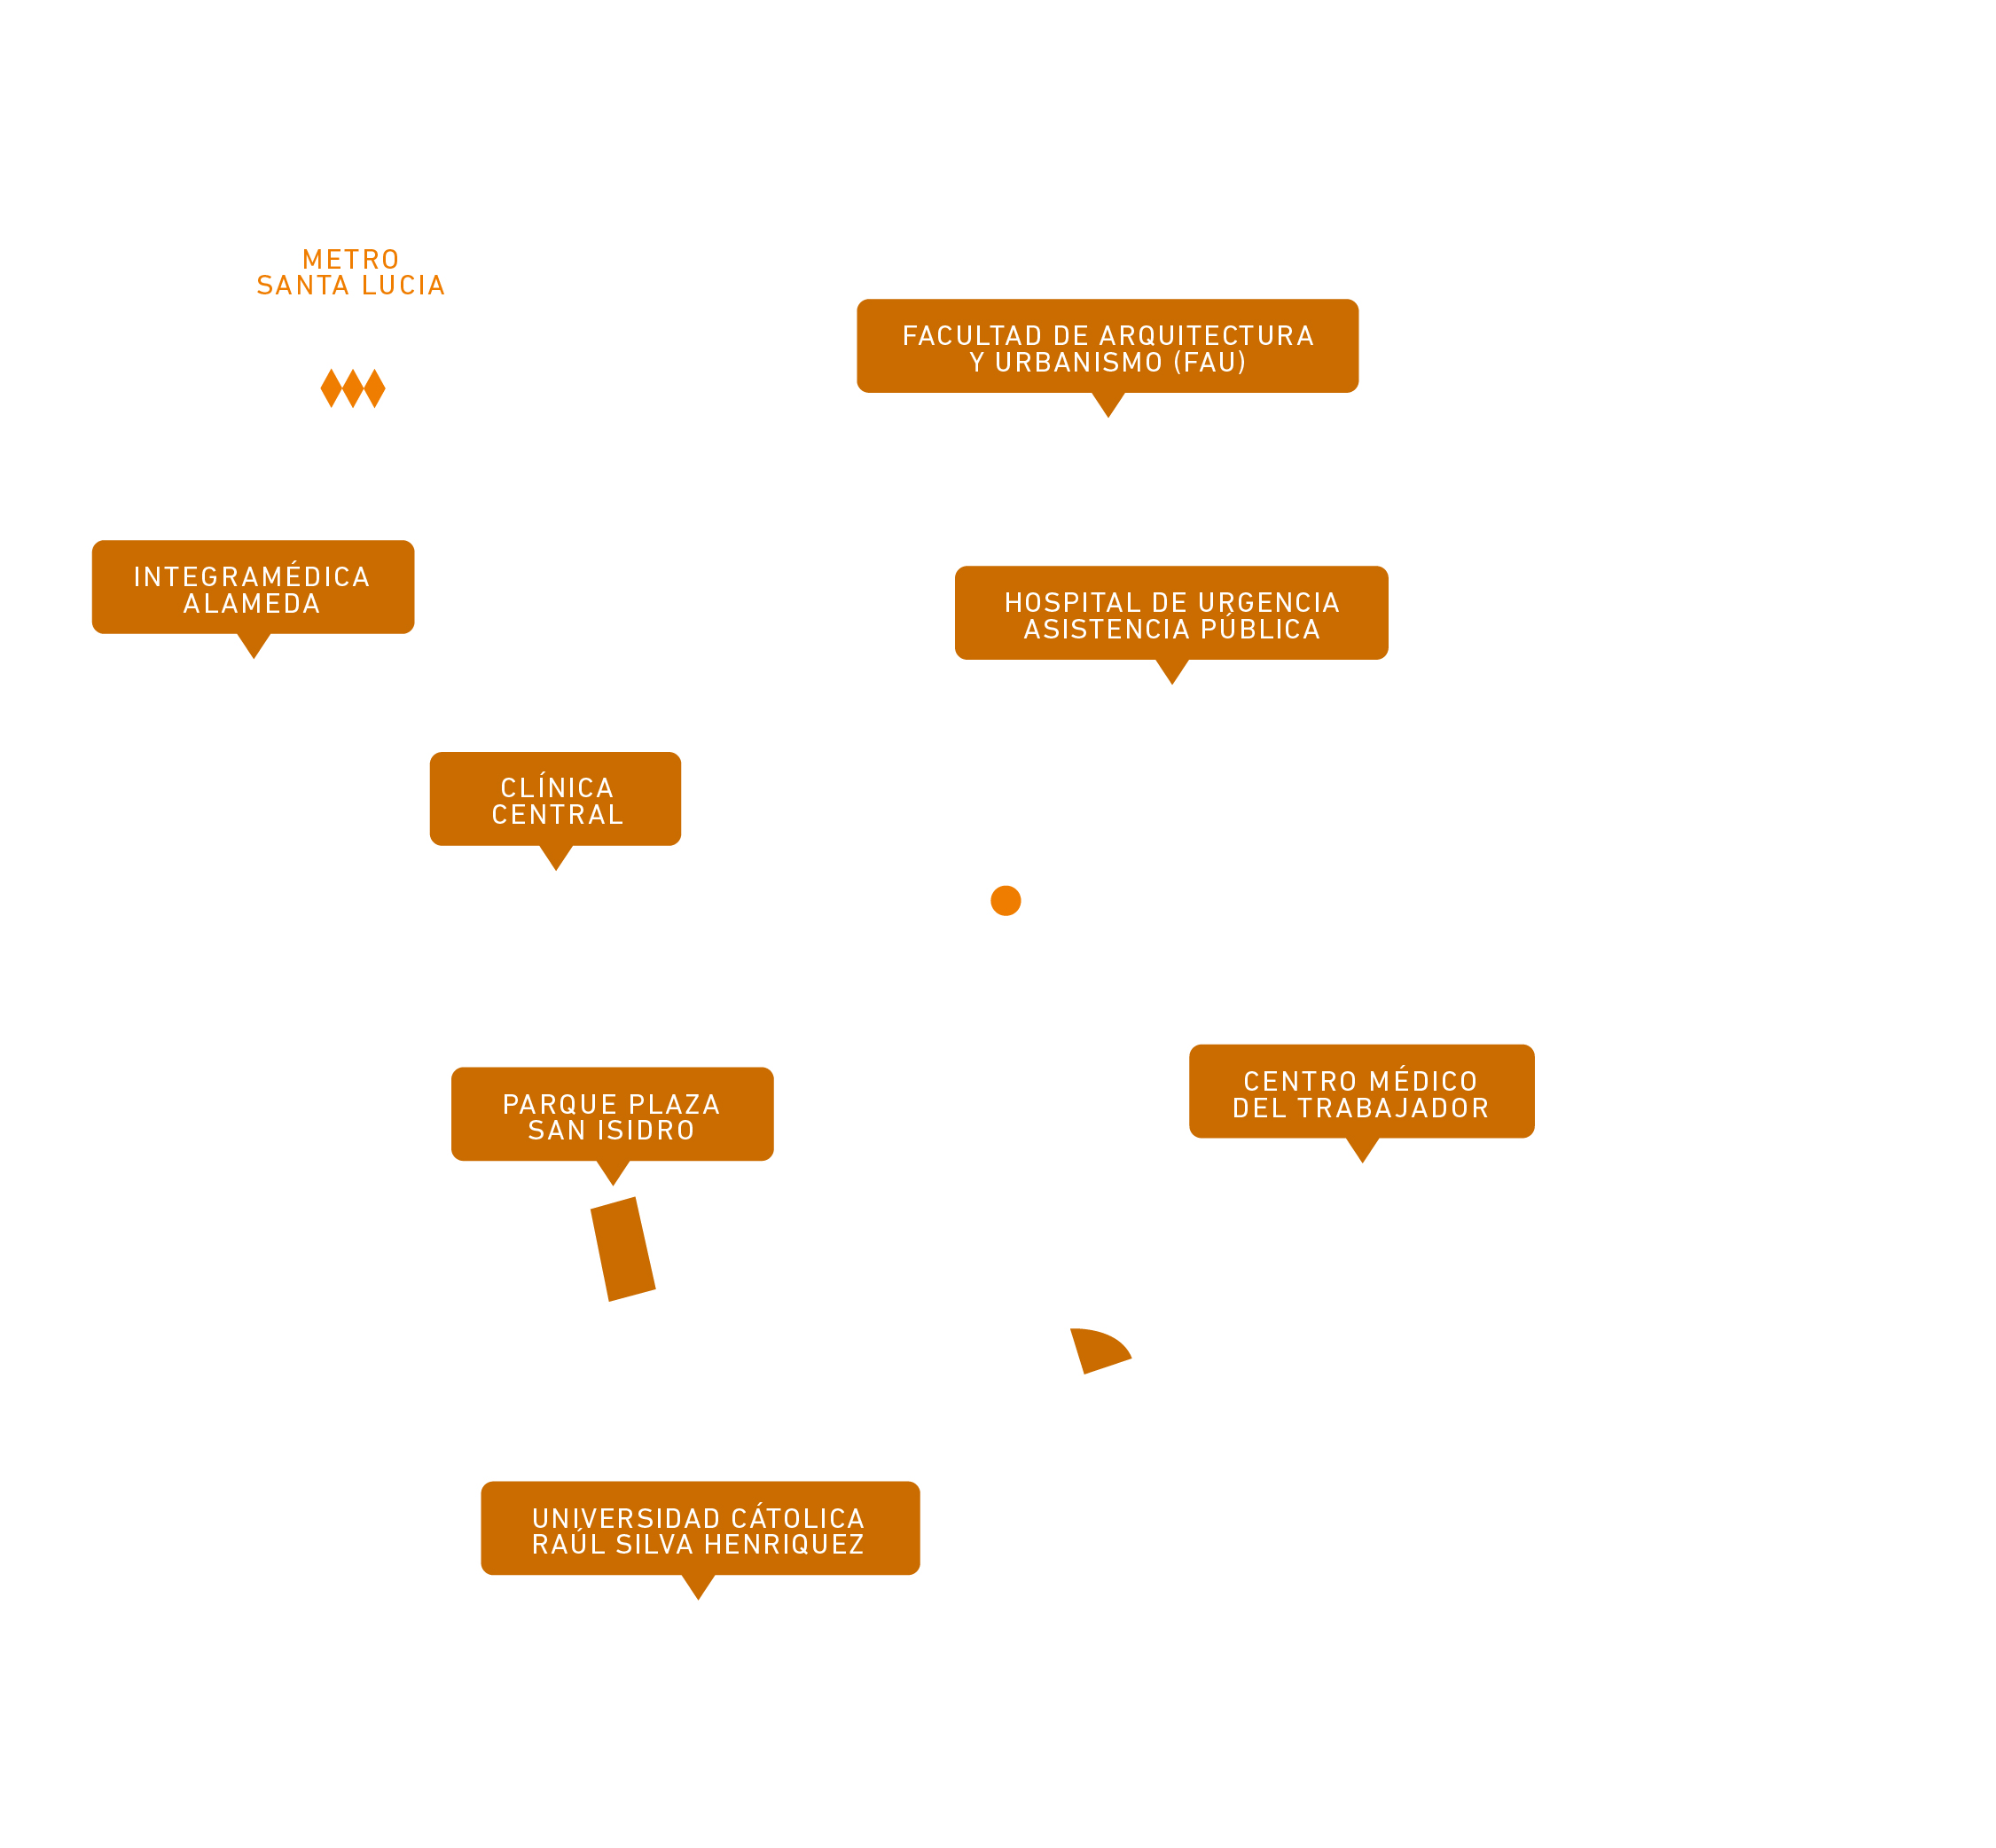 METRO
SANTA LUCIA
FACULTAD DE ARQUITECTURA
Y URBANISMO (FAU)
INTEGRAMÉDICA
ALAMEDA
HOSPITAL DE URGENCIA
ASISTENCIA PÚBLICA
CLÍNICA
CENTRAL
CENTRO MÉDICO
DEL TRABAJADOR
PARQUE PLAZA
SAN ISIDRO
UNIVERSIDAD CÁTOLICA
RAÚL SILVA HENRIQUEZ